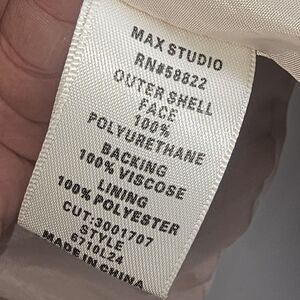 MAX STUDIO
RN#58822
OUTER SHELL
FACE
100%
POLYURETHANE
BACKING
100% VISCOSE
LINING
100% POLYESTER
CUT:3001707
STYLE
6710L24
MADE IN CHINA